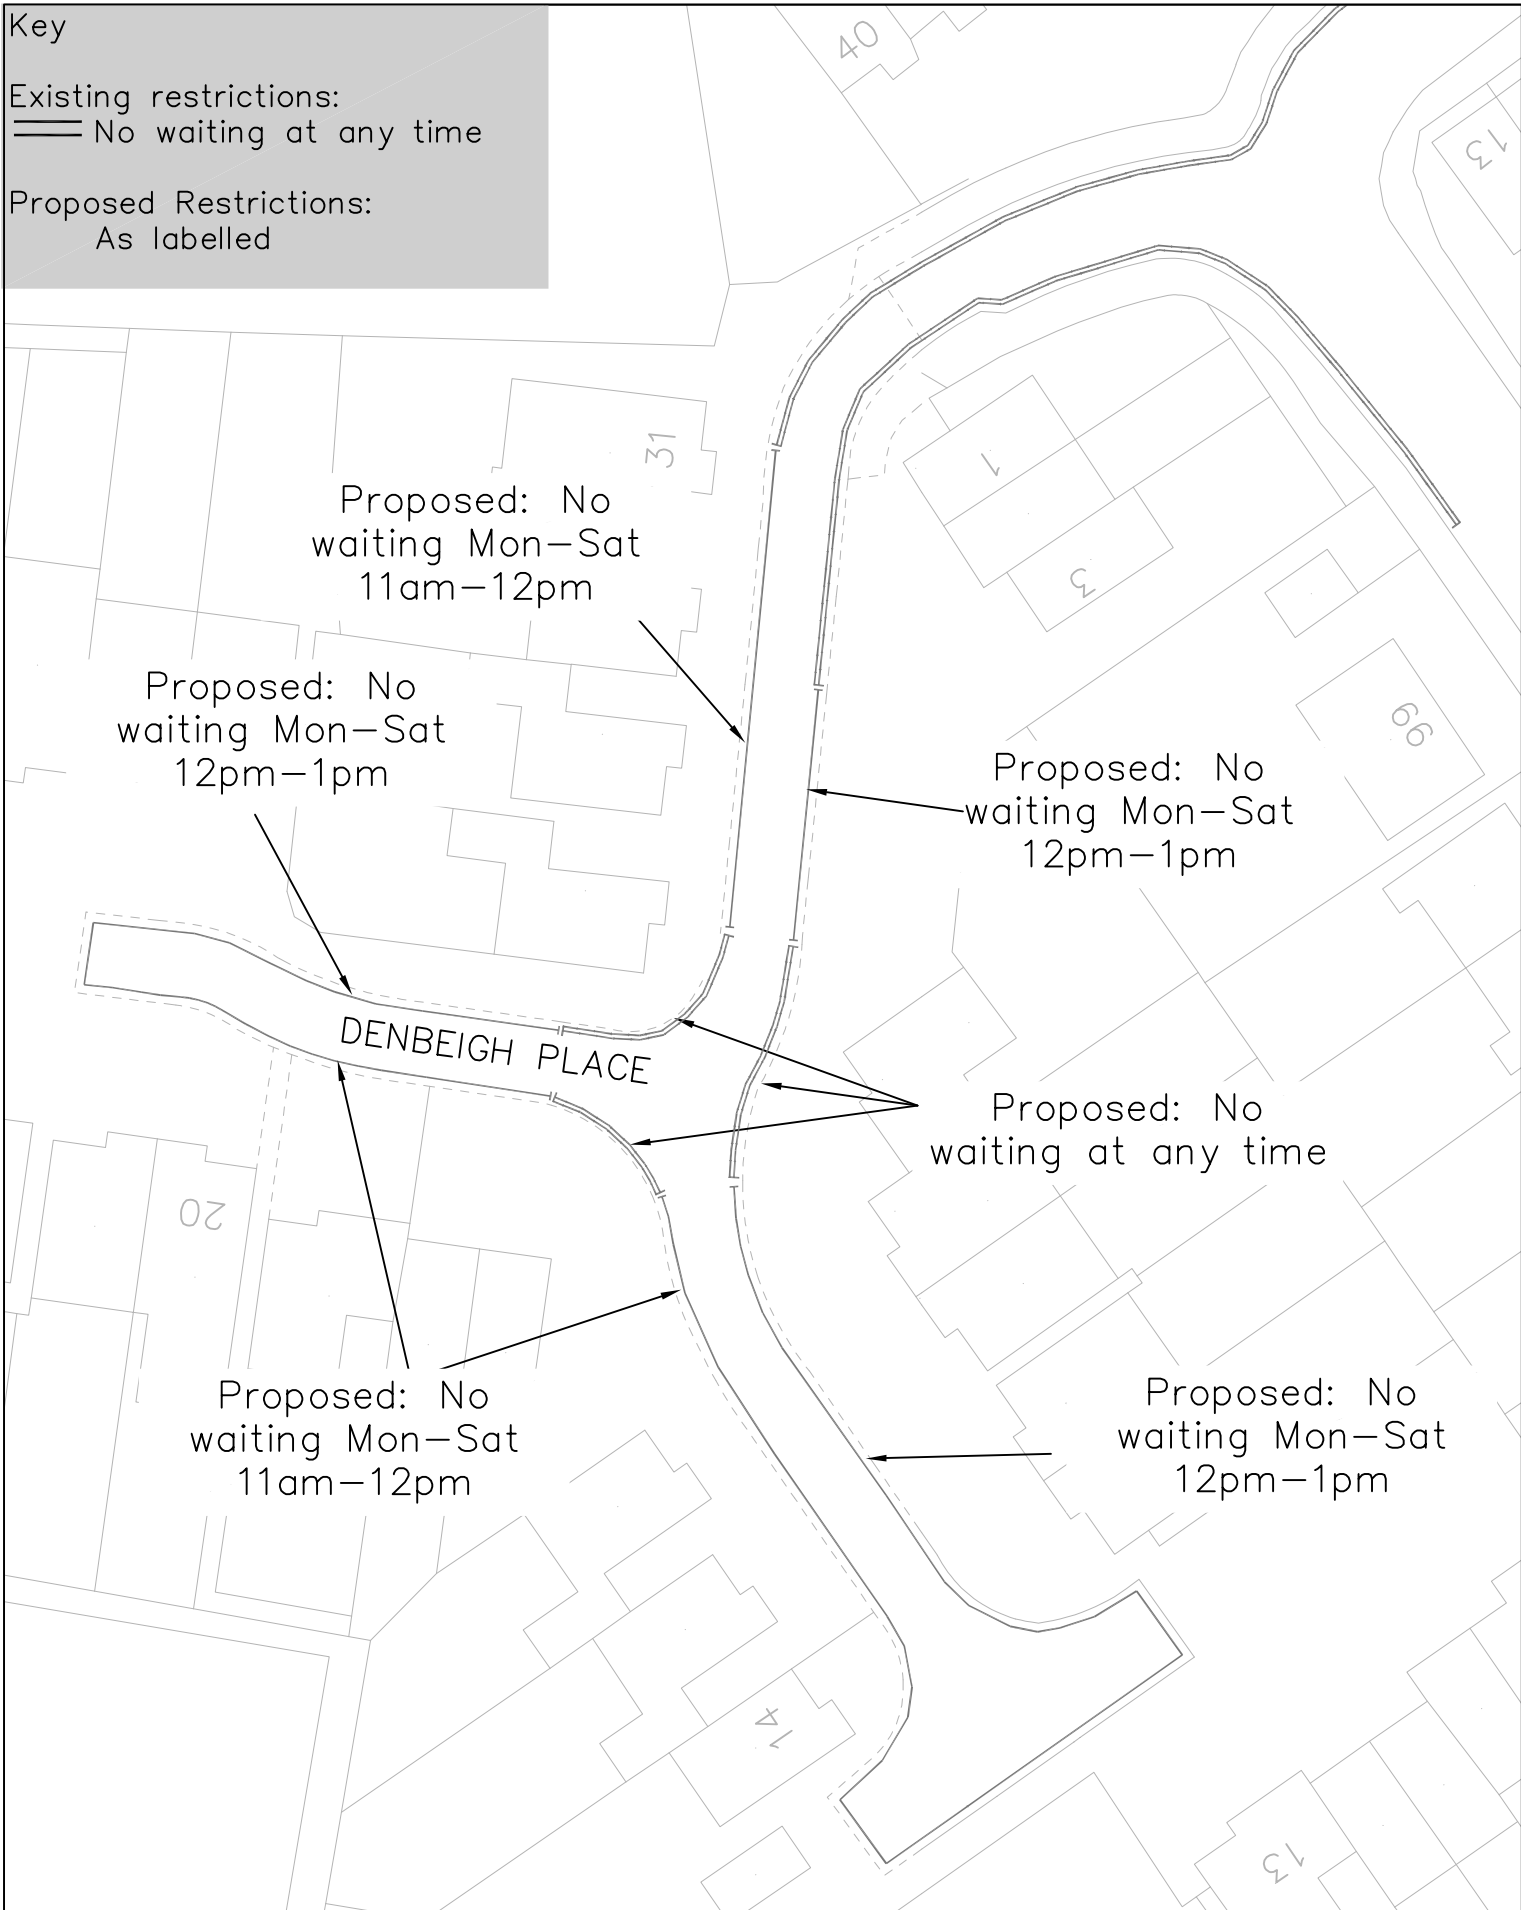 Key
Existing restrictions:
No waiting at any time
Proposed Restrictions:
As labelled
40
13
31
Proposed: No
waiting Mon-Sat
11am-12pm
1
3
Proposed: No
waiting Mon-Sat
12pm-1pm
66
Proposed: No
waiting Mon-Sat
12pm-1pm
DENBEIGH PLACE
Proposed: No
waiting at any time
20
Proposed: No
waiting Mon-Sat
11am-12pm
Proposed: No
waiting Mon-Sat
12pm-1pm
14
13